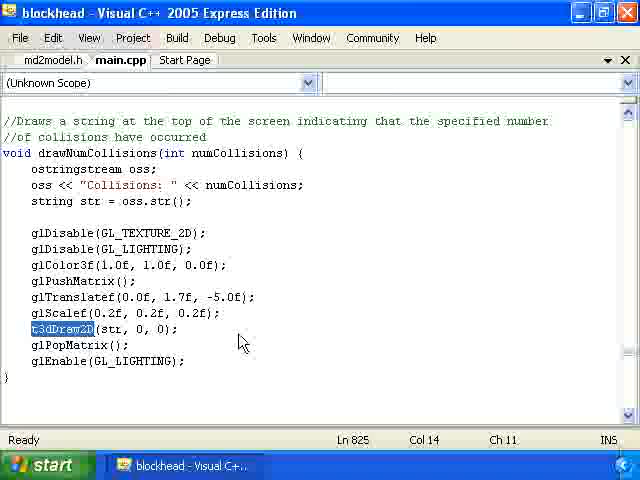 blockhead - Visual C++ 2005 Express Edition
File Edit View Project Build Debug Tools Window Community Help
md2model.h main.cpp Start Page
(Unknown Scope)
//Draws a string at the top of the screen indicating that the specified number
//of collisions have occurred
void drawNumCollisions(int numCollisions) {
ostringstream oss;
oss << "Collisions: " << numCollisions;
string str = oss.str();
glDisable(GL_TEXTURE_2D);
glDisable(GL_LIGHTING);
glColor3f(1.0f, 1.0f, 0.0f);
glPushMatrix();
glTranslatef(0.0f, 1.7f, -5.0f);
glScalef(0.2f, 0.2f, 0.2f);
t3dDraw2D(str, 0, 0);
glPopMatrix();
glEnable(GL_LIGHTING);
}
Ready Ln 825 Col 14 Ch 11 INS
start blockhead - Visual C+...